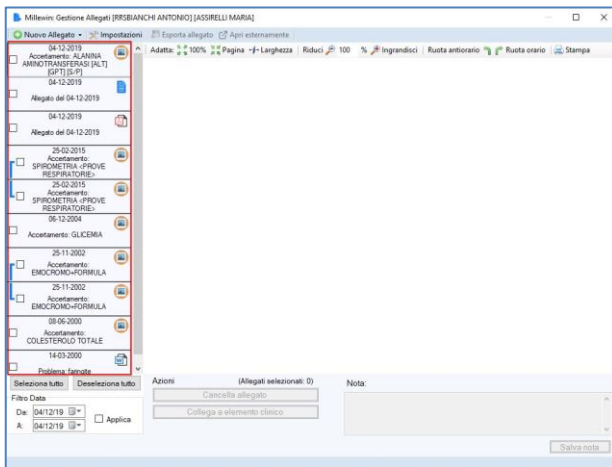 Millewin: Gestione Allegati [RRSBIANCHI ANTONIO] [ASSIRELLI MARIA]
Nuovo Allegato Impostazioni Esporta allegato Apri esternamente
Adatta: 100% Pagina Larghezza Riduci 100 % Ingrandisci Ruota antiorario Ruota orario Stampa
04-12-2019
Accertamento: ALANINA
AMINOTRANSFERASI [ALT]
[GPT] [S/P]
04-12-2019
Allegato del 04-12-2019
04-12-2019
Allegato del 04-12-2019
25-02-2015
Accertamento:
SPIROMETRIA <PROVE
RESPIRATORIE>
25-02-2015
Accertamento:
SPIROMETRIA <PROVE
RESPIRATORIE>
06-12-2004
Accertamento: GLICEMIA
25-11-2002
Accertamento:
EMOCROMO+FORMULA
25-11-2002
Accertamento:
EMOCROMO+FORMULA
08-06-2000
Accertamento:
COLESTEROLO TOTALE
14-03-2000
Problema: faringite
Seleziona tutto Deseleziona tutto
Filtro Data
Da: 04/12/19
A: 04/12/19
Applica
Azioni (Allegati selezionati: 0)
Cancella allegato
Collega a elemento clinico
Nota:
Salva nota